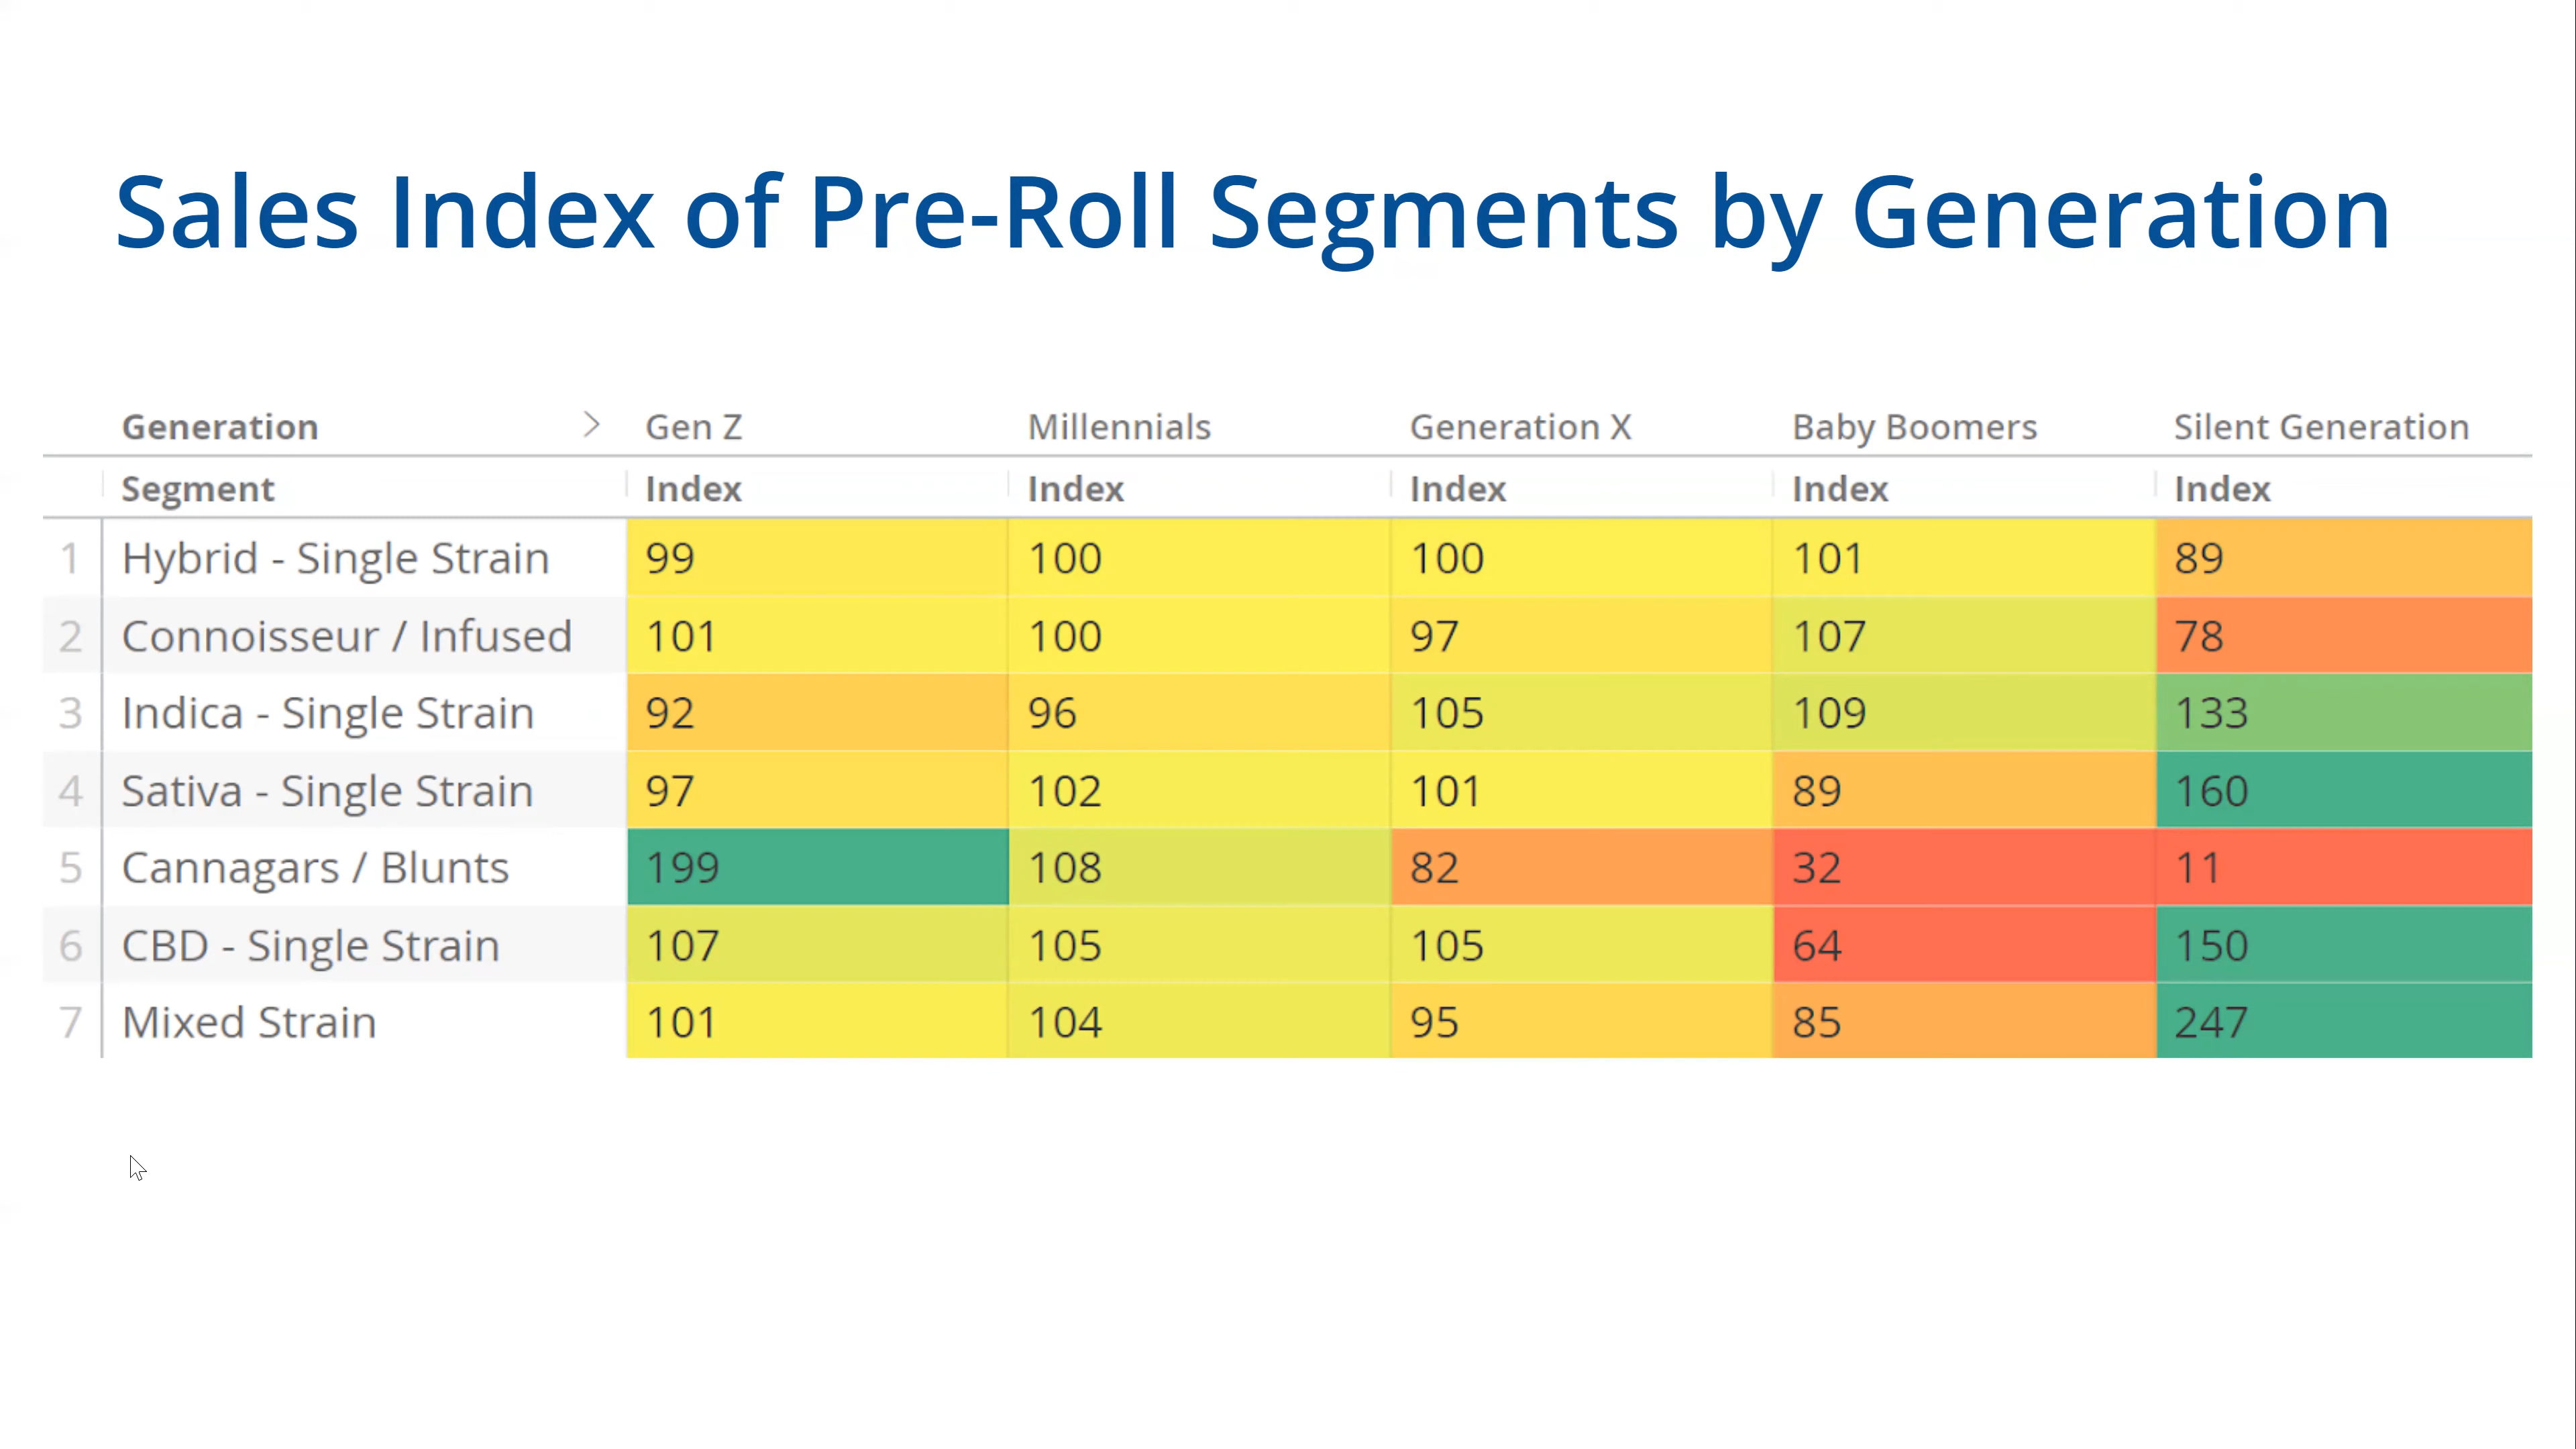 Sales Index of Pre-Roll Segments by Generation
Generation > Gen Z Millennials Generation X Baby Boomers Silent Generation
Segment Index Index Index Index Index
1 Hybrid - Single Strain 99 100 100 101 89
2 Connoisseur / Infused 101 100 97 107 78
3 Indica - Single Strain 92 96 105 109 133
4 Sativa - Single Strain 97 102 101 89 160
5 Cannagars / Blunts 199 108 82 32 11
6 CBD - Single Strain 107 105 105 64 150
7 Mixed Strain 101 104 95 85 247